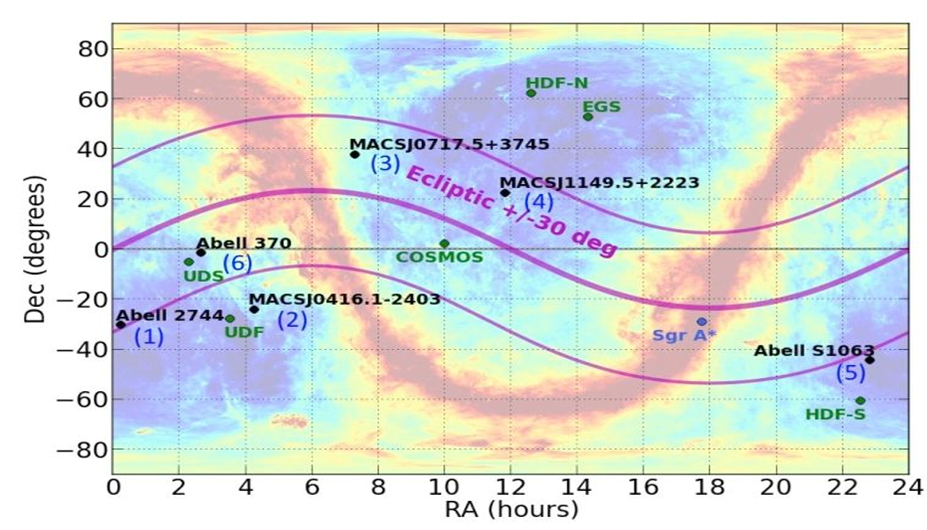 80
60
40
20
0
−20
−40
−60
−80
Dec (degrees)
HDF-N
EGS
MACSJ0717.5+3745
(3)
Ecliptic +/-30 deg
MACSJ1149.5+2223
(4)
Abell 370
(6)
UDS
COSMOS
MACSJ0416.1-2403
(2)
Abell 2744
(1)
UDF
Sgr A*
Abell S1063
(5)
HDF-S
0 2 4 6 8 10 12 14 16 18 20 22 24
RA (hours)